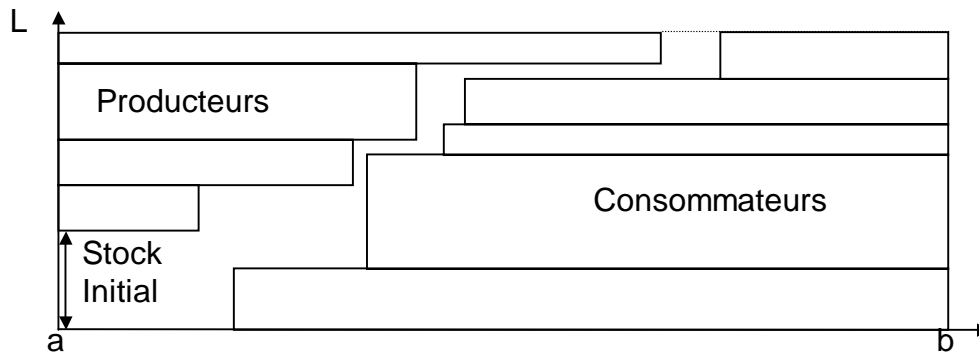 L
Producteurs
Consommateurs
Stock
Initial
a
b